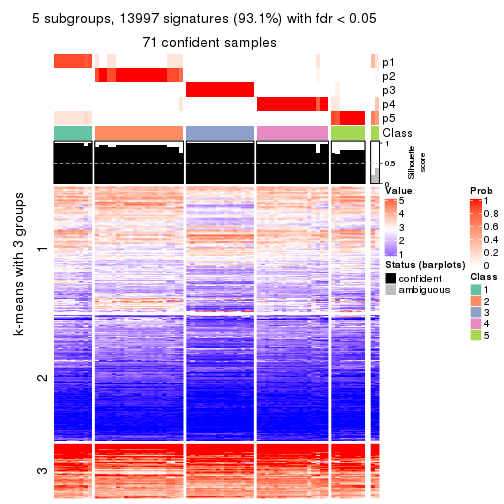 5 subgroups, 13997 signatures (93.1%) with fdr < 0.05
71 confident samples
p1
p2
p3
p4
p5
Class
1
0.5
0
Silhouette
score
k-means with 3 groups
1
2
3
Value
5
4
3
2
1
Status (barplots)
confident
ambiguous
Prob
1
0.8
0.6
0.4
0.2
0
Class
1
2
3
4
5